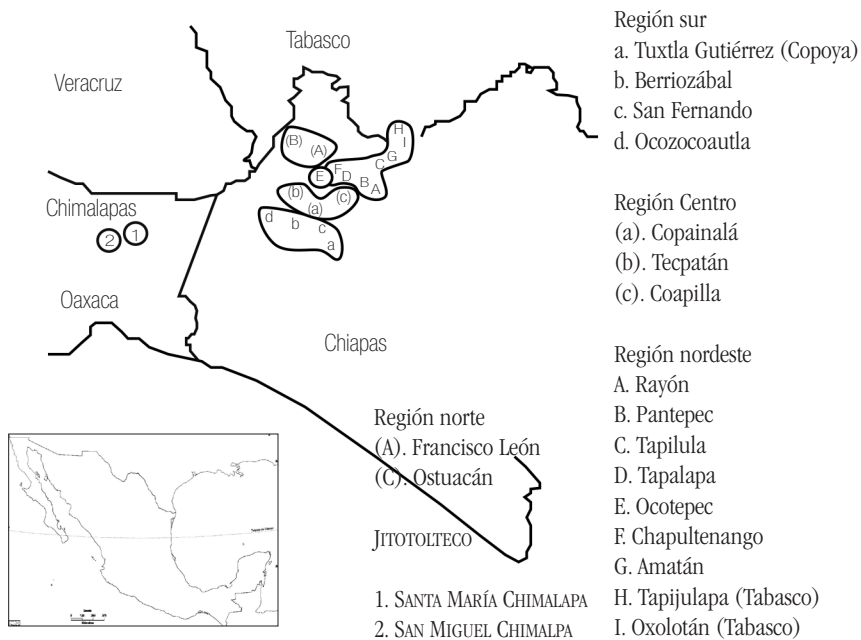 Tabasco
Veracruz
H
I
G
C
F
D
B
A
(B)
(A)
E
(b)
(c)
(a)
d
b
c
a
Chimalapas
2
1
Oaxaca
Chiapas
Región norte
(A). Francisco León
(C). Ostuacán
JITOTOLTECO
1. SANTA MARÍA CHIMALAPA
2. SAN MIGUEL CHIMALPA
Región sur
a. Tuxtla Gutiérrez (Copoya)
b. Berriozábal
c. San Fernando
d. Ocozocoautla
Región Centro
(a). Copainalá
(b). Tecpatán
(c). Coapilla
Región nordeste
A. Rayón
B. Pantepec
C. Tapilula
D. Tapalapa
E. Ocotepec
F. Chapultenango
G. Amatán
H. Tapijulapa (Tabasco)
I. Oxolotán (Tabasco)